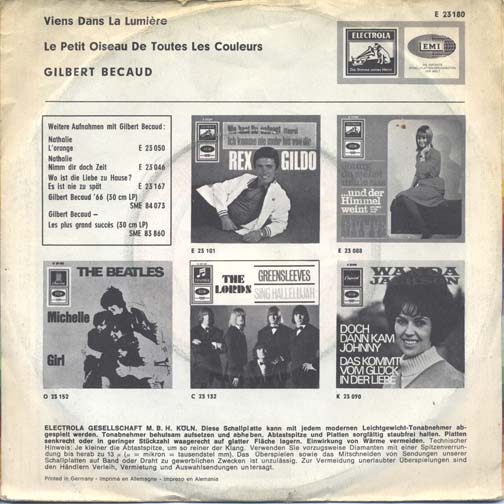 Viens Dans La Lumière
E 23180
Le Petit Oiseau De Toutes Les Couleurs
GILBERT BECAUD
ELECTROLA
EMI
Weitere Aufnahmen mit Gilbert Becaud:
Nathalie
L'orange E 23 050
Nathalie
Nimm dir doch Zeit E 23 046
Wo ist die Liebe zu Hause?
Es ist nie zu spät E 23 167
Gilbert Becaud '66 (30 cm LP)
SME 84 073
Gilbert Becaud –
Les plus grand succès (30 cm LP)
SME 83 860
REX
GILDO
E 23 101
...und der
Himmel
weint
E 23 088
THE BEATLES
Michelle
Girl
O 23 152
THE
LORDS
GREENSLEEVES
SING HALLELUJAH
C 23 132
WANDA
JACKSON
DOCH
DANN KAM
JOHNNY
DAS KOMMT
VOM GLÜCK
IN DER LIEBE
K 23 098
ELECTROLA GESELLSCHAFT M. B. H. KÖLN. Diese Schallplatte kann mit jedem modernen Leichtgewicht-Tonabnehmer ab-
gespielt werden. Tonabnehmer behutsam aufsetzen und abheben. Abtastspitze und Platten sorgfältig staubfrei halten. Platten
senkrecht oder in geringer Stückzahl waagerecht auf glatter Fläche lagern. Einwirkung von Wärme vermeiden. Technischer
Hinweis: Je kleiner die Abtastspitze, um so reiner der Klang. Verwenden Sie vorzugsweise Diamanten mit einer Spitzenverrun-
dung bis herab zu 13 μ (μ = mikron = tausendstel mm). Das Überspielen sowie das Mitschneiden von Sendungen unserer
Schallplatten auf Band oder Draht zu gewerblichen Zwecken ist unzulässig. Zur Vermeidung unerlaubter Überspielungen sind
den Händlern Verleih, Vermietung und Auswahlsendungen untersagt.
Printed in Germany - Imprimé en Allemagne - Impreso en Alemania